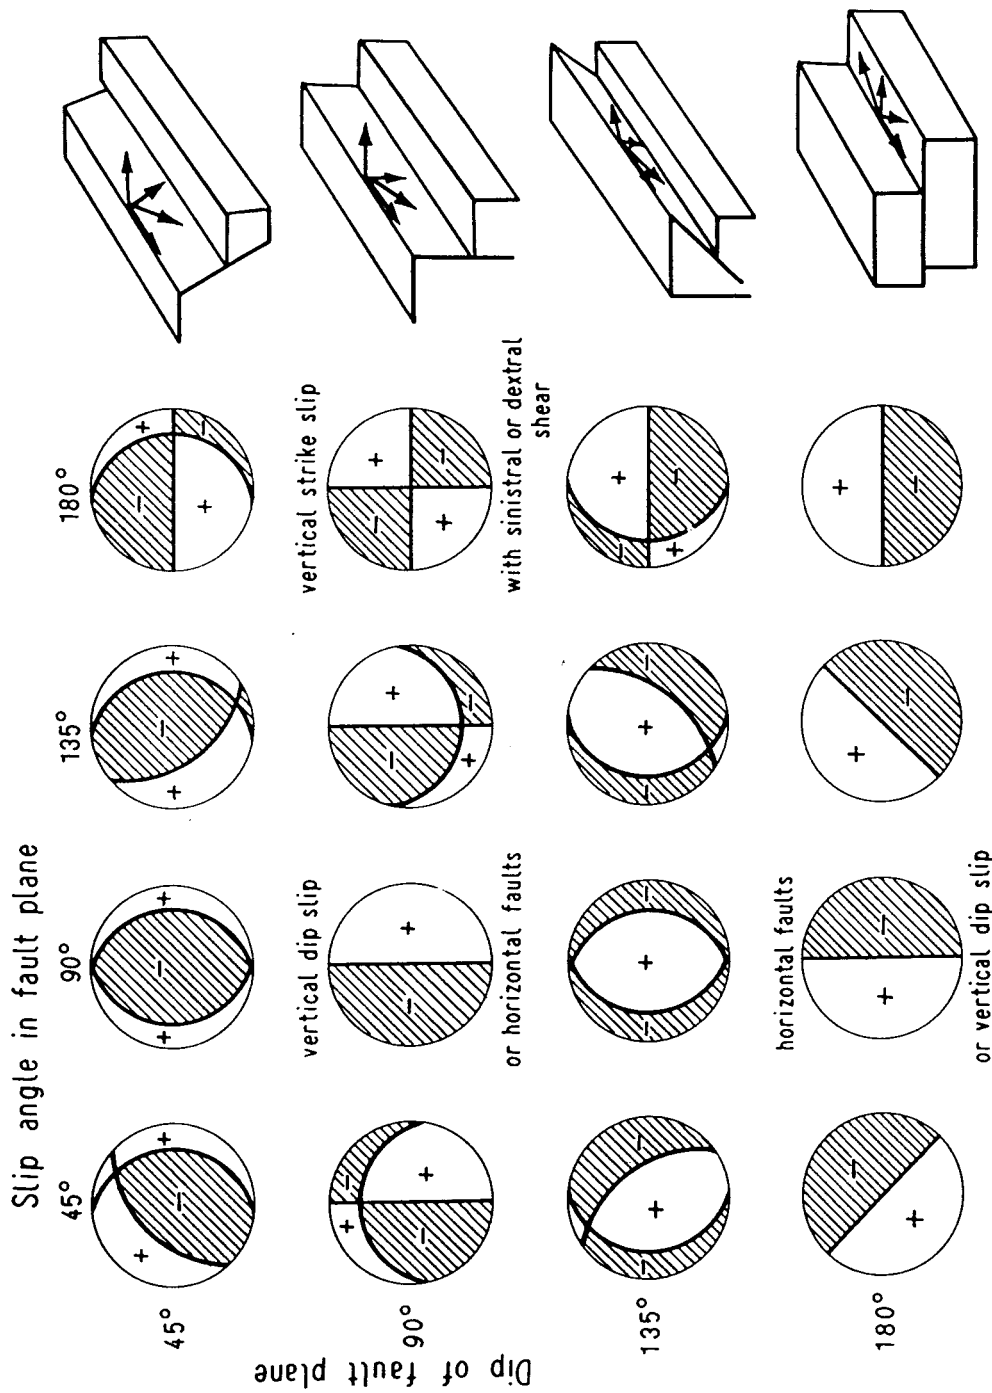 Slip angle in fault plane
45° 90° 135° 180°
Dip of fault plane
45°
+ − +
+ − +
+ − +
− +
+ −
90°
vertical dip slip
vertical strike slip
+ −
− +
− +
− +
+ −
− +
+ −
or horizontal faults
with sinistral or dextral
shear
135°
− + −
− + −
− + −
− +
+ −
180°
horizontal faults
+ −
+ −
+ −
+ −
or vertical dip slip